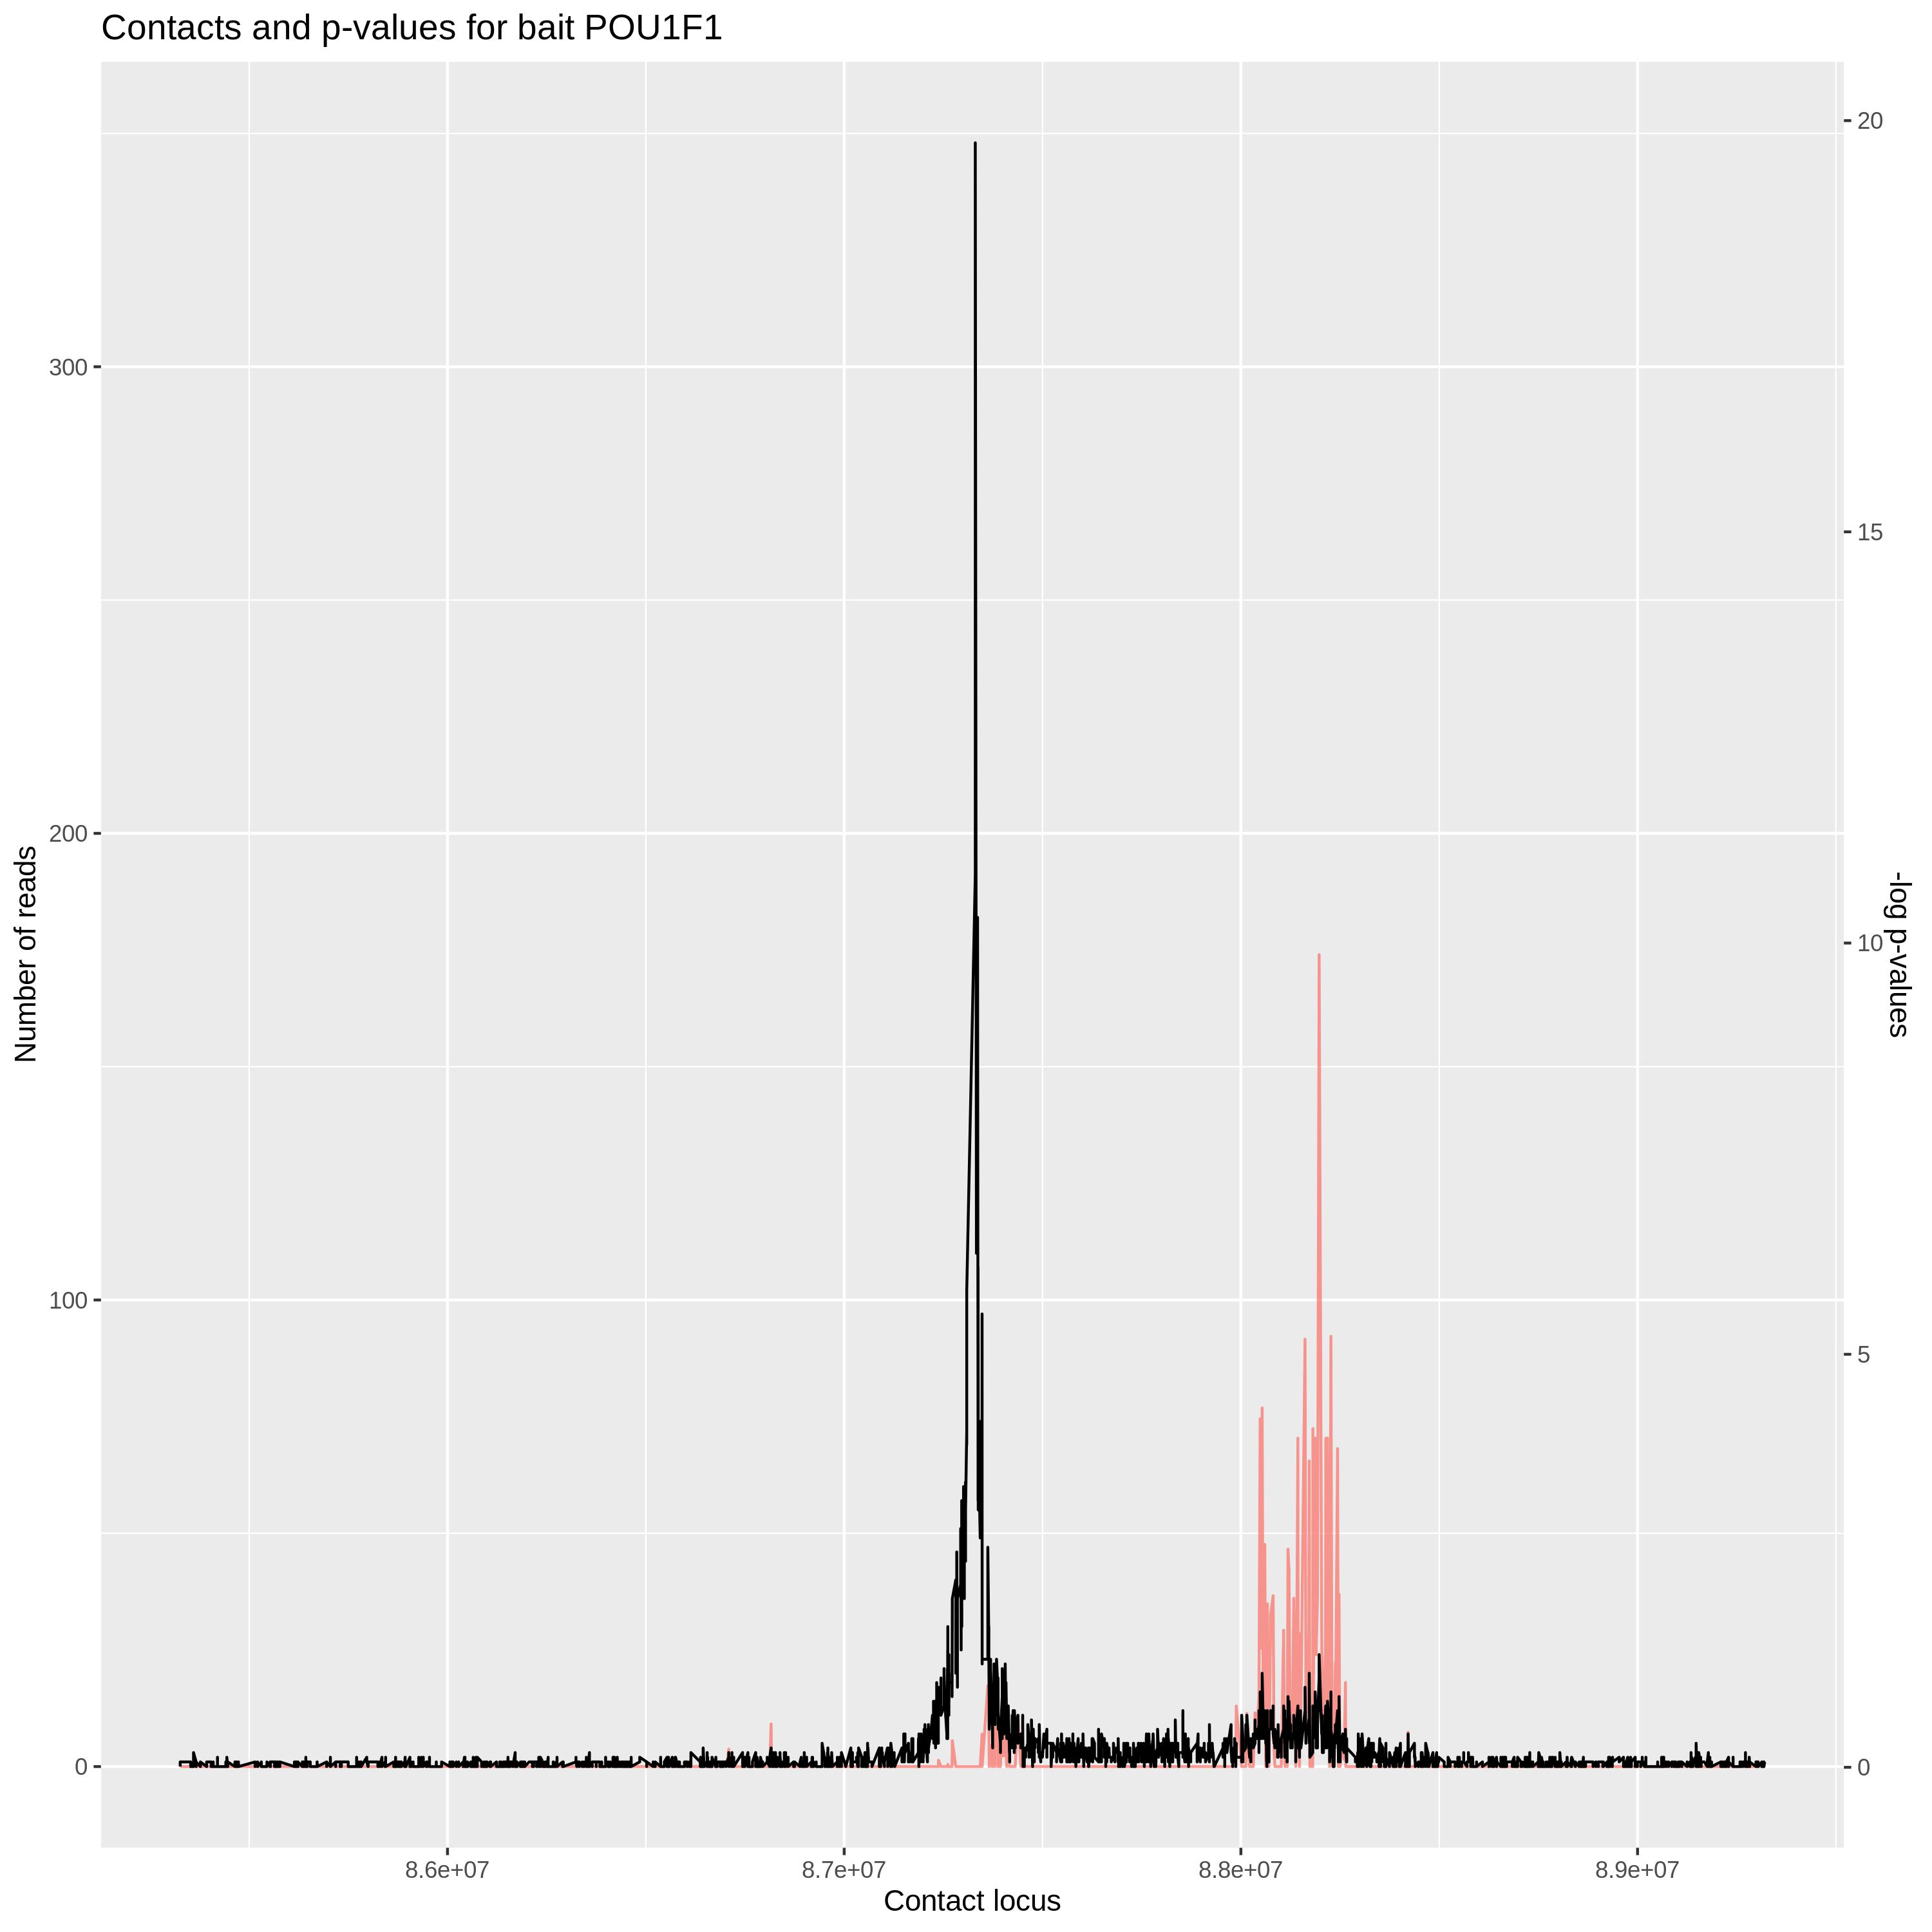 Contacts and p-values for bait POU1F1
Number of reads
300
200
100
0
20
15
10
5
0
-log p-values
8.6e+07
8.7e+07
8.8e+07
8.9e+07
Contact locus